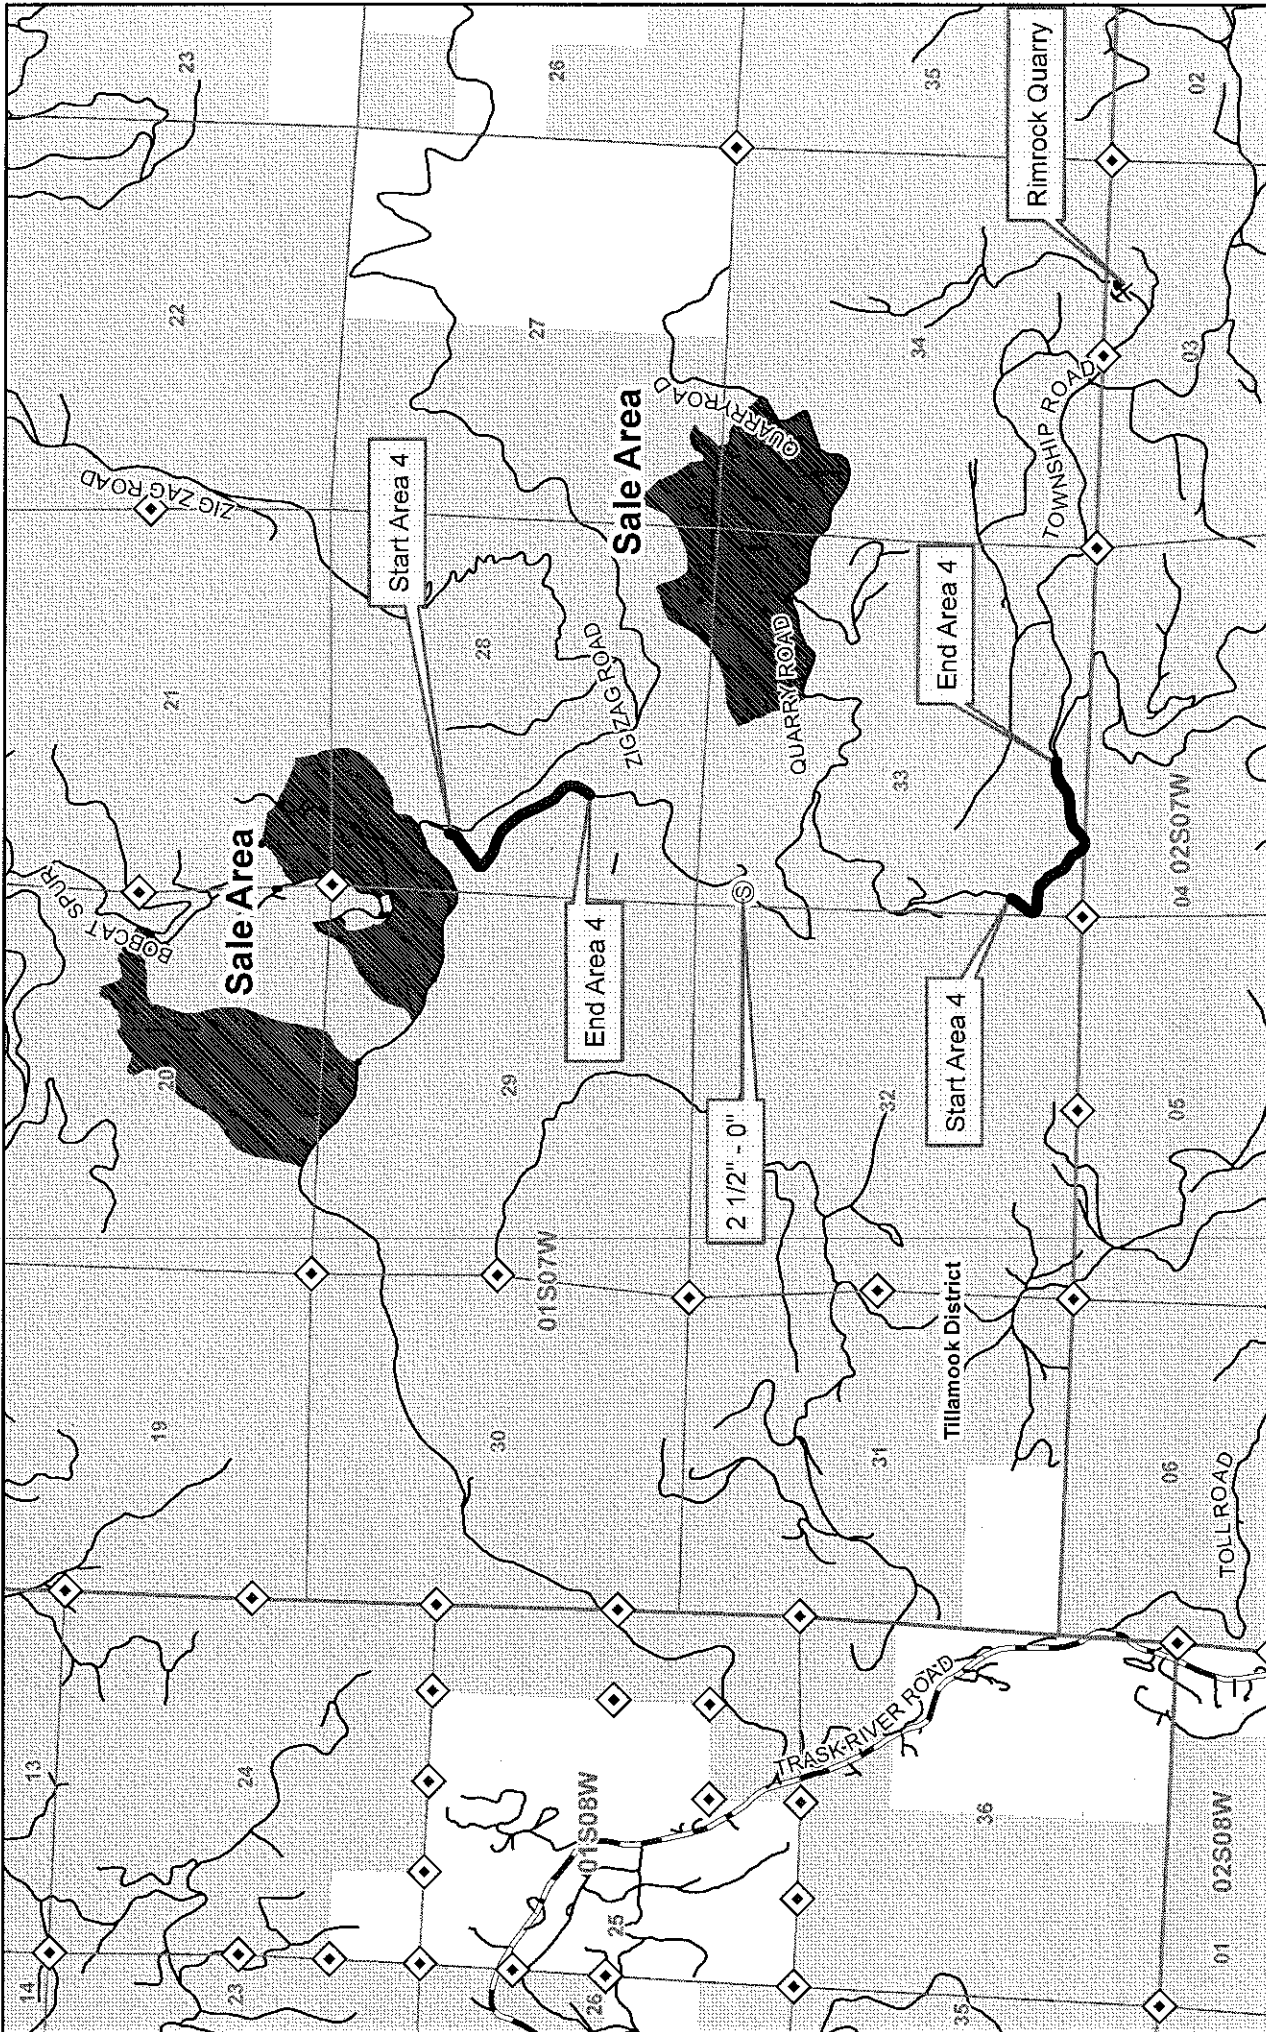 14
13
19
20
21
22
23
BOBCAT SPUR
ZIG ZAG ROAD
Sale Area
23
24
30
29
28
27
26
Start Area 4
01S07W
01S08W
25
26
End Area 4
ZIG ZAG ROAD
Sale Area
QUARRYROAD
QUARRY ROAD
2 1/2" - 0"
QUARRY ROAD
TRASK RIVER ROAD
35
36
31
32
33
34
35
Tillamook District
Start Area 4
End Area 4
TOWNSHIP ROAD
Rimrock Quarry
01
02S08W
TOLL ROAD
06
05
04
02S07W
03
02
S